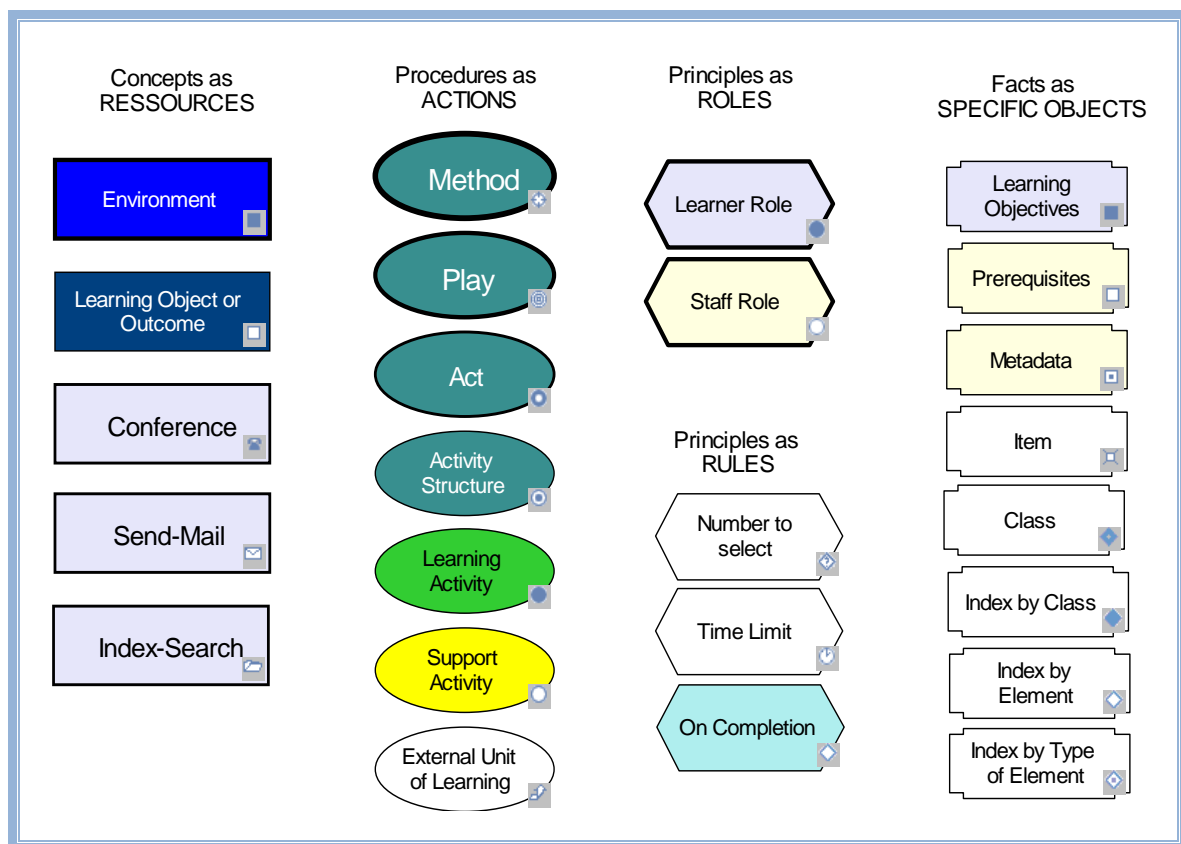 Concepts as
RESSOURCES
Environment
Learning Object or
Outcome
Conference
Send-Mail
Index-Search
Procedures as
ACTIONS
Method
Play
Act
Activity
Structure
Learning
Activity
Support
Activity
External Unit
of Learning
Principles as
ROLES
Learner Role
Staff Role
Principles as
RULES
Number to
select
Time Limit
On Completion
Facts as
SPECIFIC OBJECTS
Learning
Objectives
Prerequisites
Metadata
Item
Class
Index by Class
Index by
Element
Index by Type
of Element